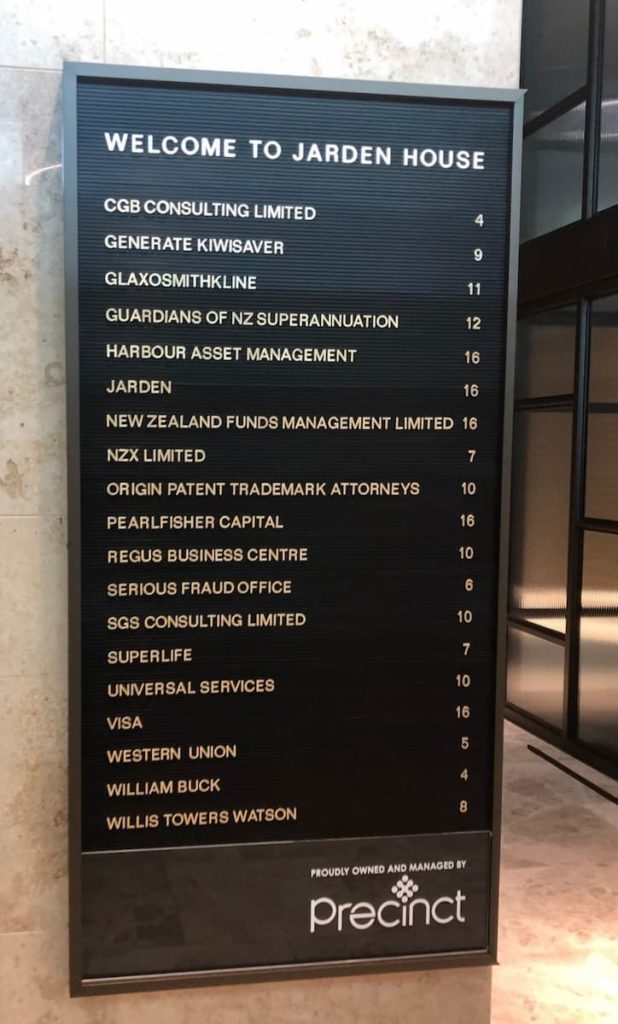 WELCOME TO JARDEN HOUSE
CGB CONSULTING LIMITED 4
GENERATE KIWISAVER 9
GLAXOSMITHKLINE 11
GUARDIANS OF NZ SUPERANNUATION 12
HARBOUR ASSET MANAGEMENT 16
JARDEN 16
NEW ZEALAND FUNDS MANAGEMENT LIMITED 16
NZX LIMITED 7
ORIGIN PATENT TRADEMARK ATTORNEYS 10
PEARLFISHER CAPITAL 16
REGUS BUSINESS CENTRE 10
SERIOUS FRAUD OFFICE 6
SGS CONSULTING LIMITED 10
SUPERLIFE 7
UNIVERSAL SERVICES 10
VISA 16
WESTERN UNION 5
WILLIAM BUCK 4
WILLIS TOWERS WATSON 8
PROUDLY OWNED AND MANAGED BY
precinct